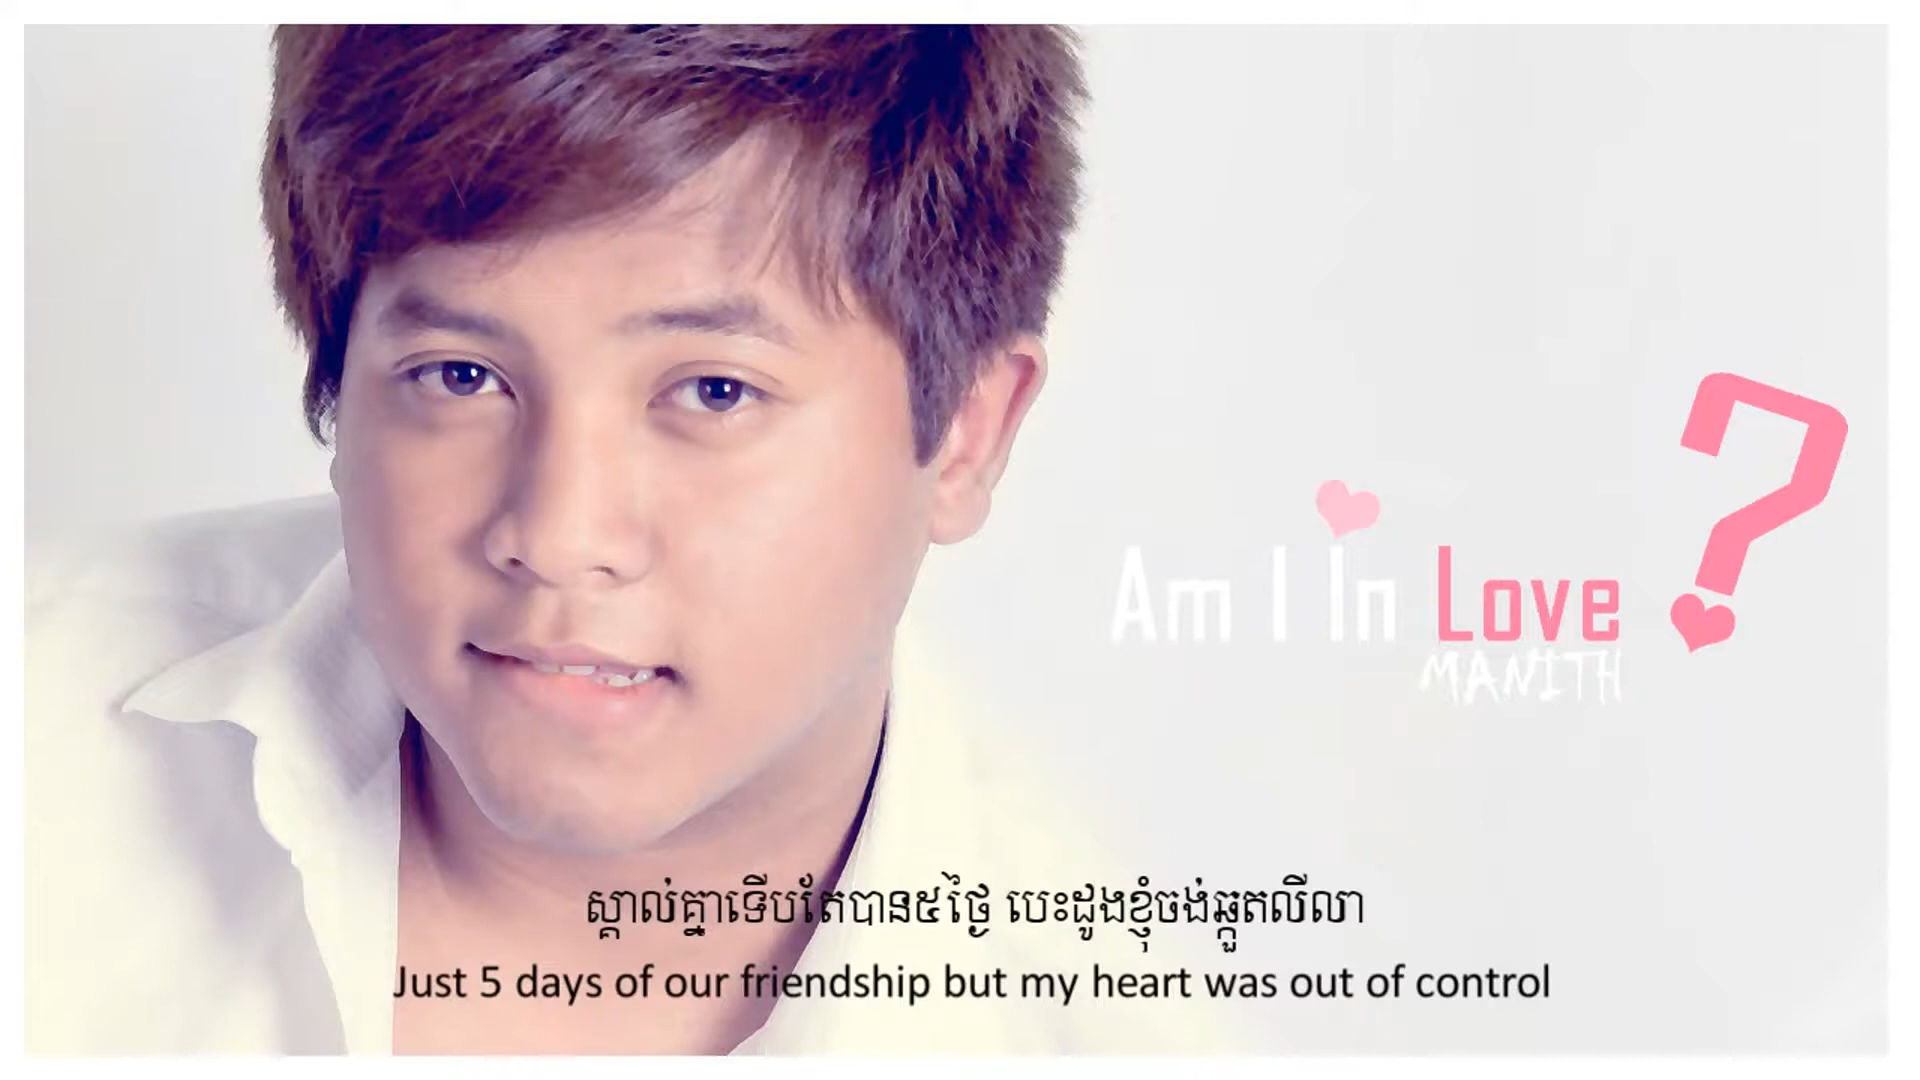 Am I In Love ?
MANITH
ស្គាល់គ្នាទើបតែបាន៥ថ្ងៃ បេះដូងខ្ញុំចង់ឆ្កួតលីលា
Just 5 days of our friendship but my heart was out of control